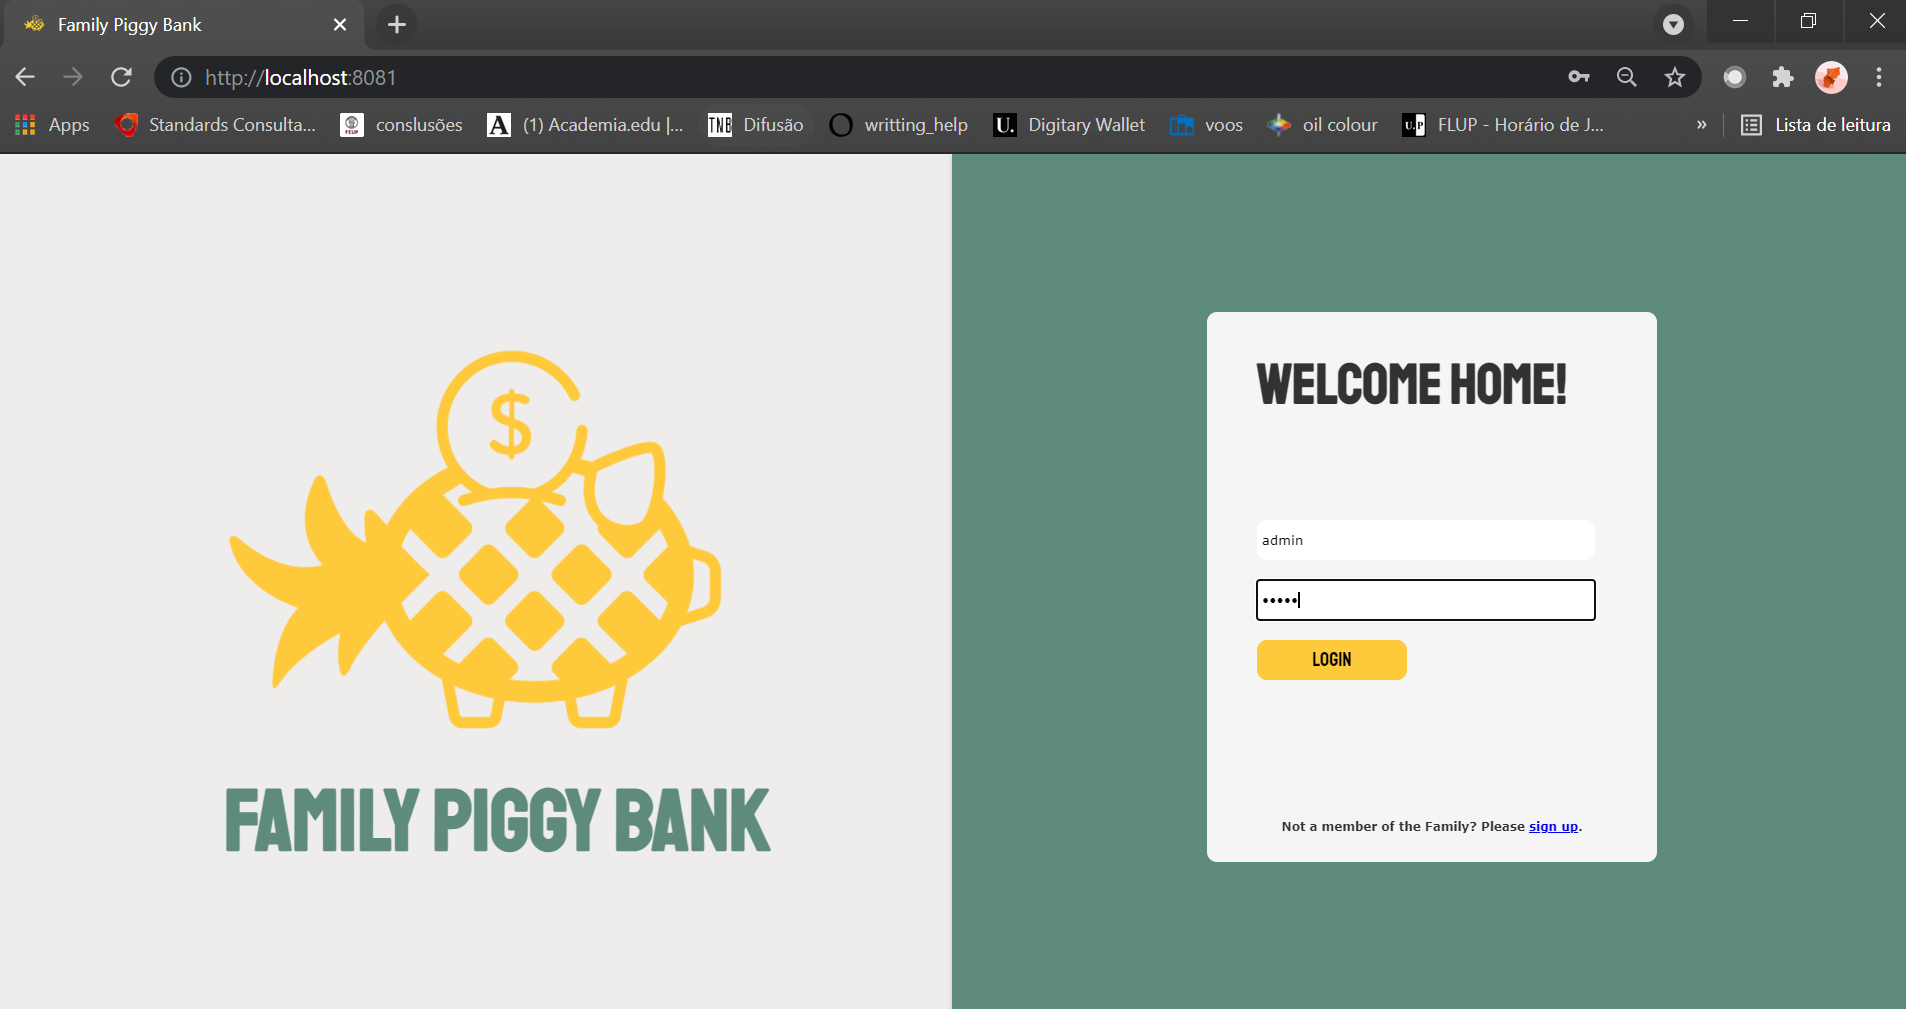 Family Piggy Bank
http://localhost:8081
Apps
Standards Consulta...
conslusões
A
(1) Academia.edu |...
TNB
Difusão
writting_help
U.
Digitary Wallet
voos
oil colour
U.P
FLUP - Horário de J...
»
Lista de leitura
$
FAMILY PIGGY BANK
WELCOME HOME!
admin
•••••
LOGIN
Not a member of the Family? Please sign up.